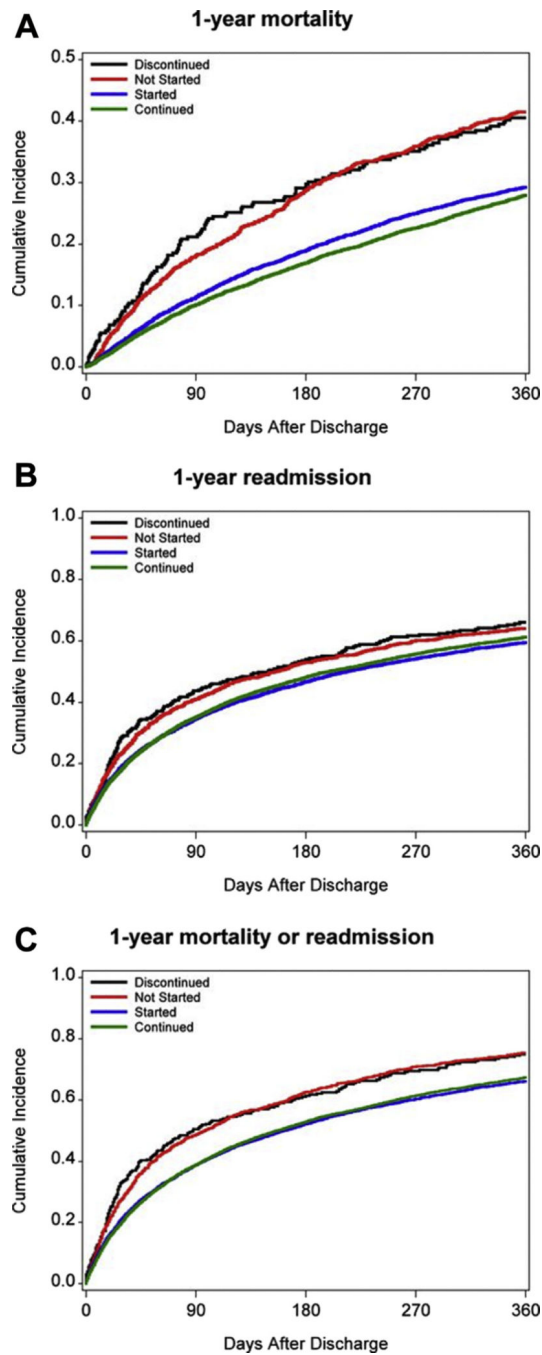 A
1-year mortality
0.5
0.4
0.3
0.2
0.1
0.0
Cumulative Incidence
Discontinued
Not Started
Started
Continued
0 90 180 270 360
Days After Discharge
B
1-year readmission
1.0
0.8
0.6
0.4
0.2
0.0
Cumulative Incidence
Discontinued
Not Started
Started
Continued
0 90 180 270 360
Days After Discharge
C
1-year mortality or readmission
1.0
0.8
0.6
0.4
0.2
0.0
Cumulative Incidence
Discontinued
Not Started
Started
Continued
0 90 180 270 360
Days After Discharge